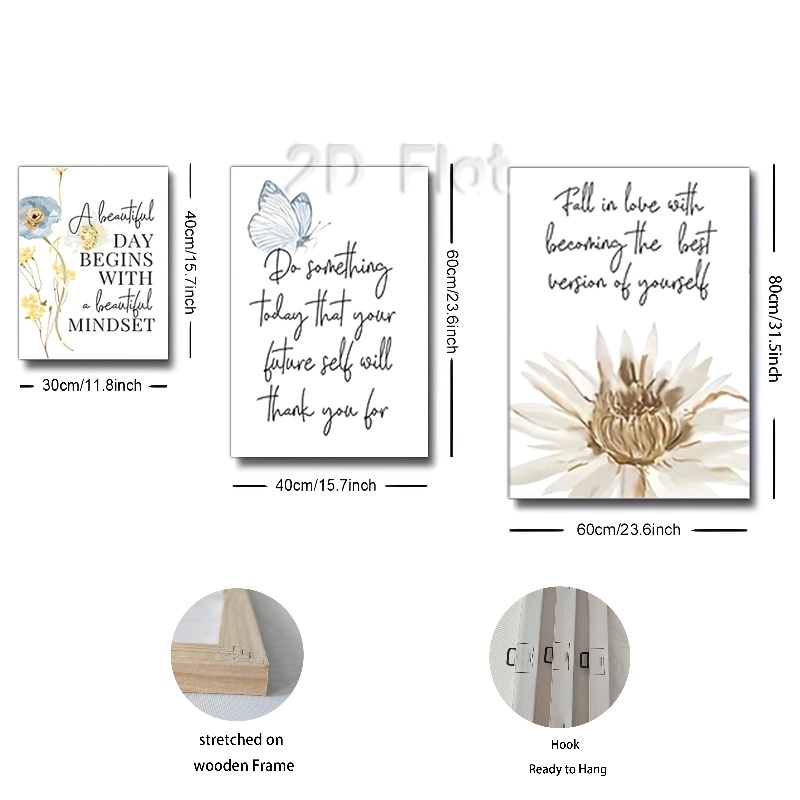 2D Flat
A beautiful
DAY
BEGINS
WITH
a beautiful
MINDSET
40cm/15.7inch
30cm/11.8inch
Do something
today that your
future self will
thank you for
60cm/23.6inch
40cm/15.7inch
Fall in love with
becoming the best
version of yourself
80cm/31.5inch
60cm/23.6inch
stretched on
wooden Frame
Hook
Ready to Hang